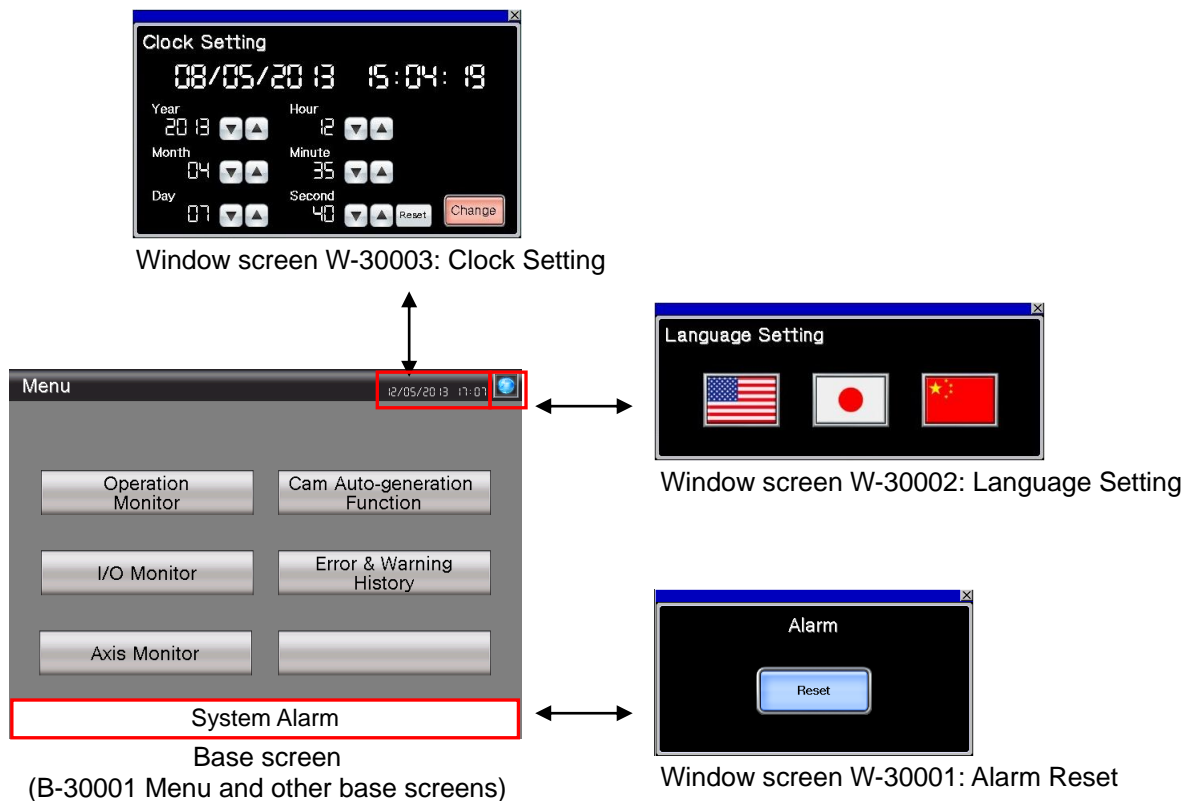 Clock Setting
08/05/2013 15:04:19
Year
2013
Hour
12
Month
04
Minute
35
Day
07
Second
40
Reset
Change
Window screen W-30003: Clock Setting
Language Setting
Window screen W-30002: Language Setting
Menu
12/05/2013 17:07
Operation
Monitor
Cam Auto-generation
Function
I/O Monitor
Error & Warning
History
Axis Monitor
System Alarm
Base screen
(B-30001 Menu and other base screens)
Alarm
Reset
Window screen W-30001: Alarm Reset